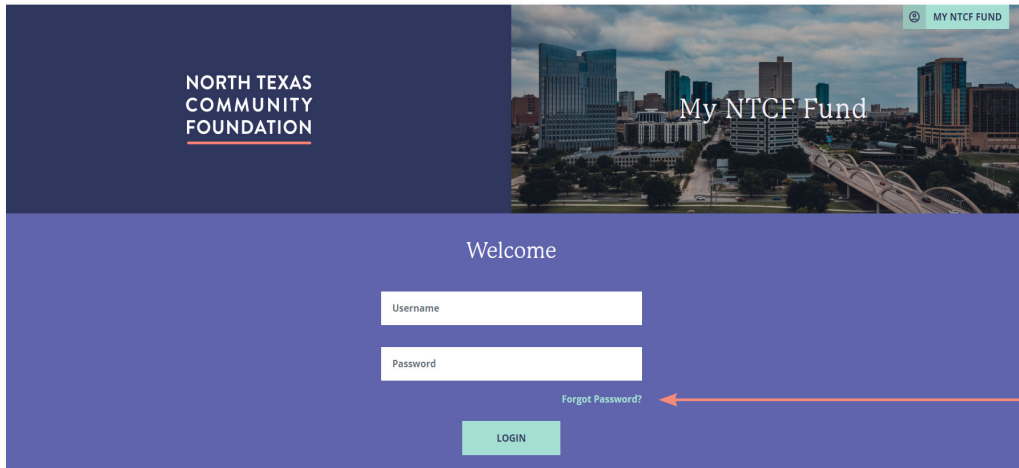 MY NTCF FUND
NORTH TEXAS
COMMUNITY
FOUNDATION
My NTCF Fund
Welcome
Username
Password
Forgot Password?
LOGIN